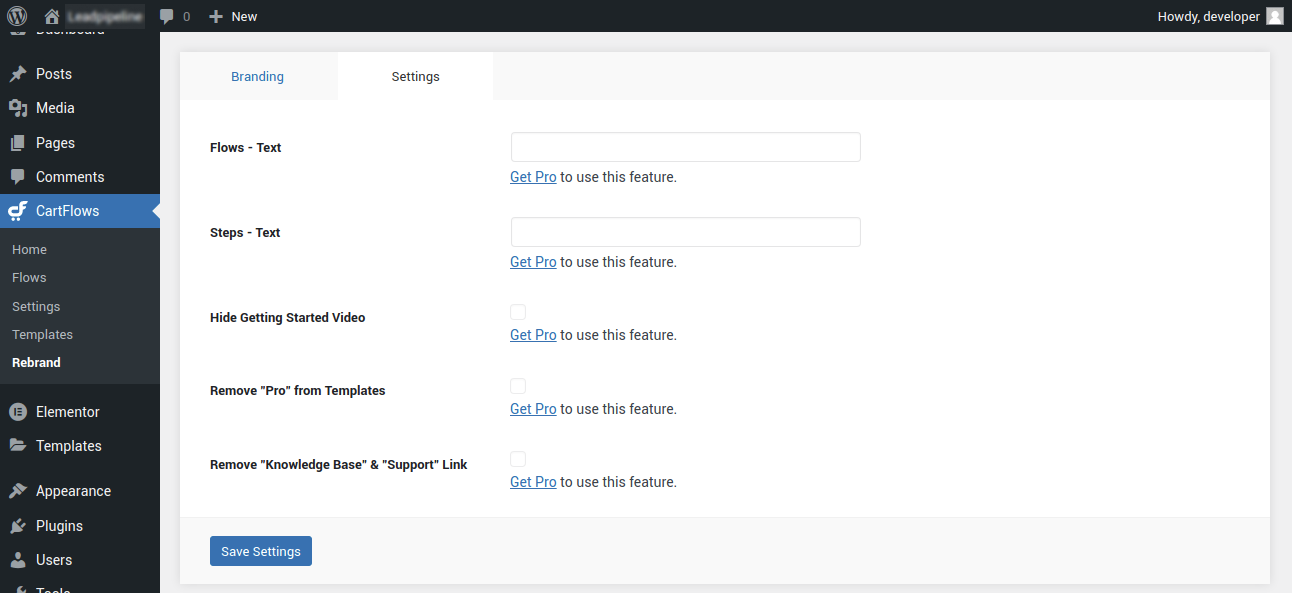 0
New
Howdy, developer
Dashboard
Posts
Media
Pages
Comments
CartFlows
Home
Flows
Settings
Templates
Rebrand
Elementor
Templates
Appearance
Plugins
Users
Tools
Branding
Settings
Flows - Text
Get Pro to use this feature.
Steps - Text
Get Pro to use this feature.
Hide Getting Started Video
Get Pro to use this feature.
Remove "Pro" from Templates
Get Pro to use this feature.
Remove "Knowledge Base" & "Support" Link
Get Pro to use this feature.
Save Settings